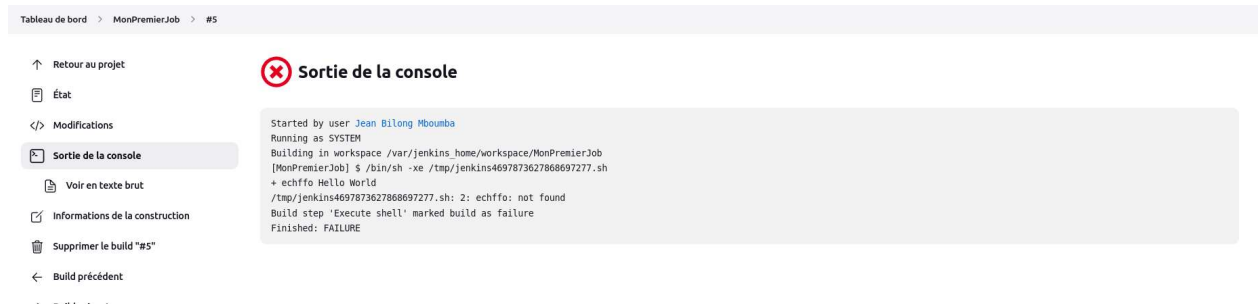 Tableau de bord > MonPremierJob > #5
Retour au projet
État
Modifications
Sortie de la console
Voir en texte brut
Informations de la construction
Supprimer le build "#5"
Build précédent
Sortie de la console
Started by user Jean Bilong Mboumba
Running as SYSTEM
Building in workspace /var/jenkins_home/workspace/MonPremierJob
[MonPremierJob] $ /bin/sh -xe /tmp/jenkins4697873627868697277.sh
+ echffo Hello World
/tmp/jenkins4697873627868697277.sh: 2: echffo: not found
Build step 'Execute shell' marked build as failure
Finished: FAILURE